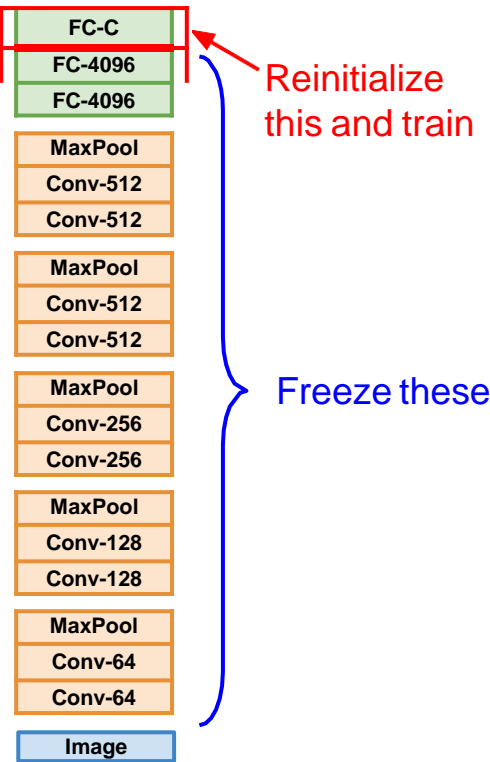 FC-C
FC-4096
FC-4096
Reinitialize
this and train
MaxPool
Conv-512
Conv-512
MaxPool
Conv-512
Conv-512
MaxPool
Conv-256
Conv-256
Freeze these
MaxPool
Conv-128
Conv-128
MaxPool
Conv-64
Conv-64
Image